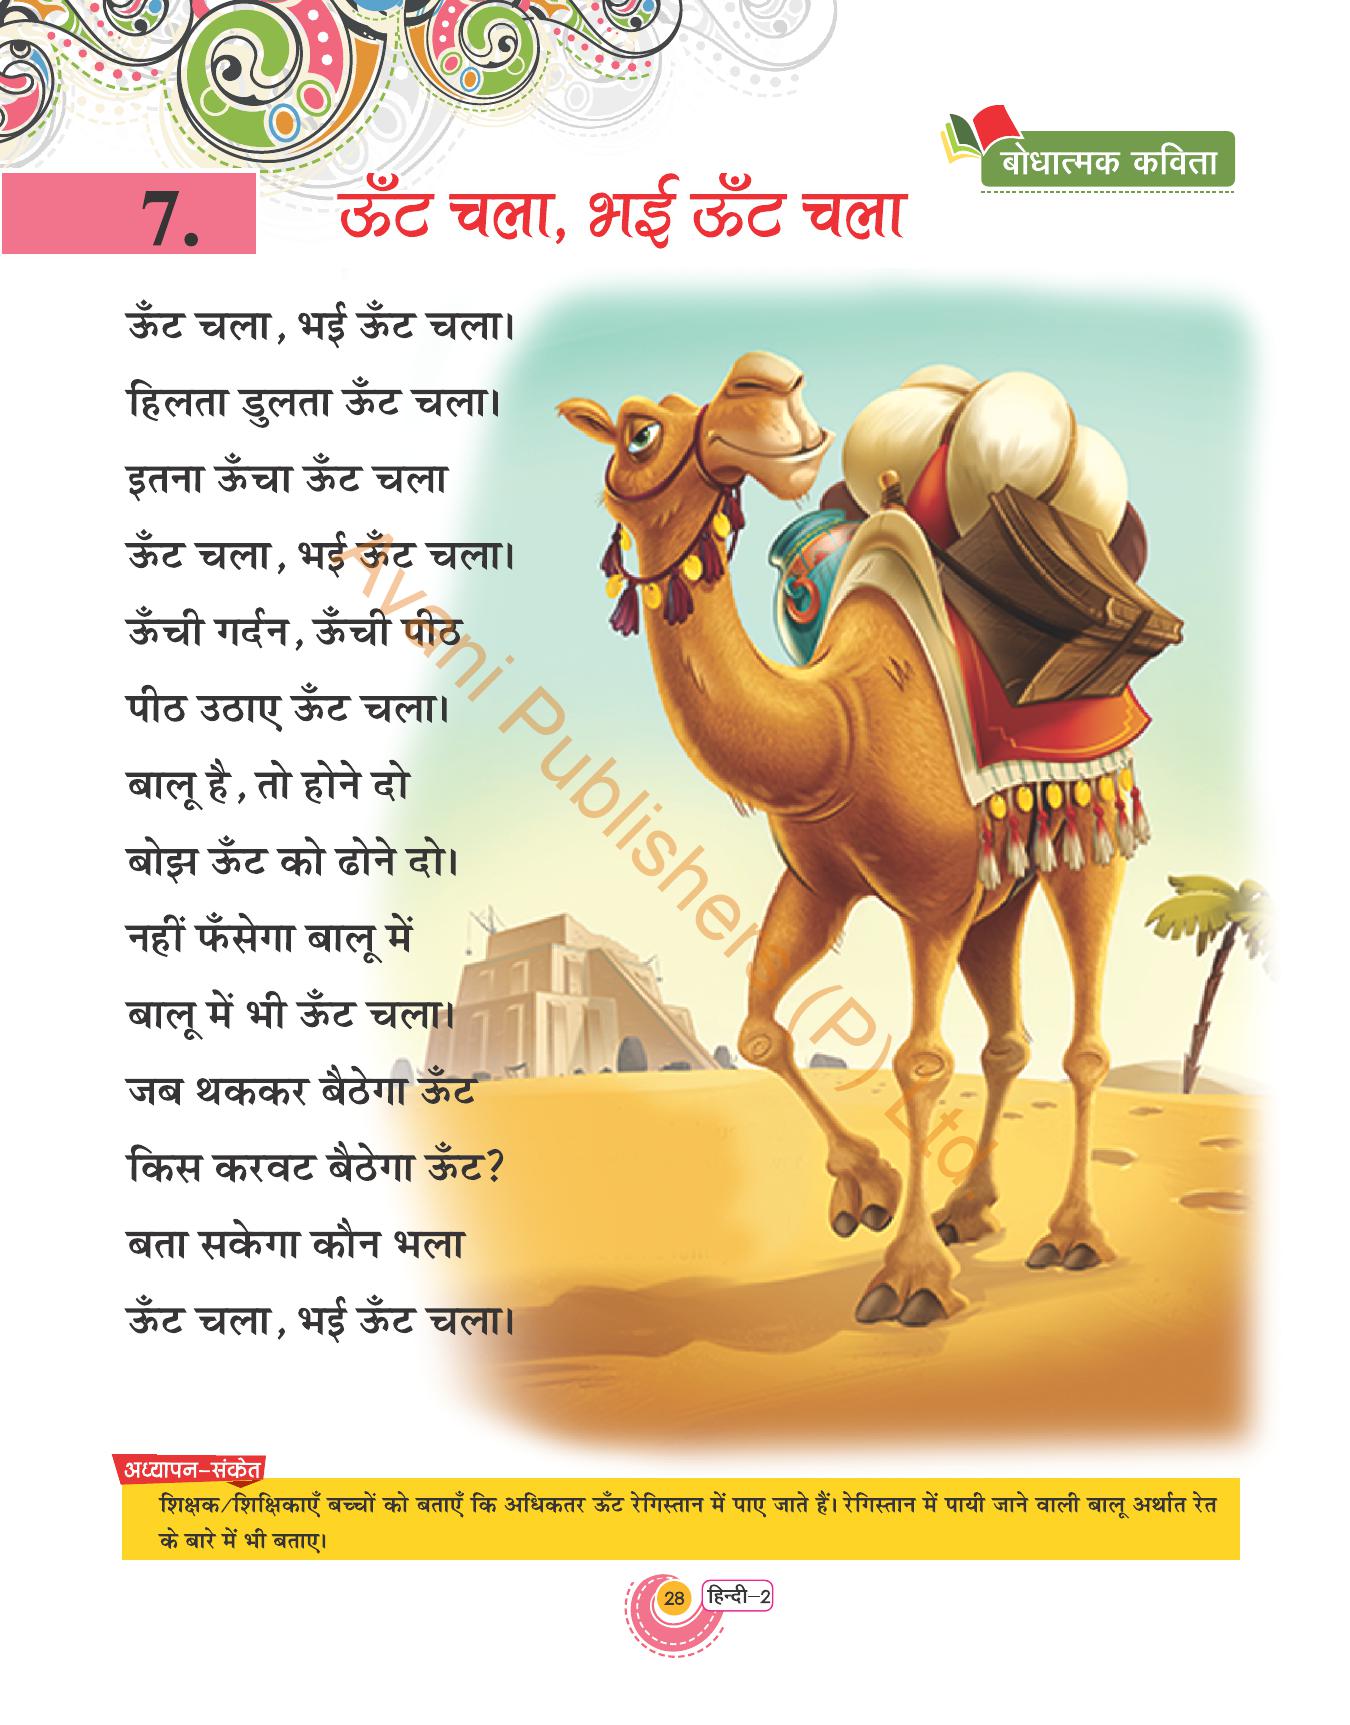 बोधात्मक कविता
7.
ऊँट चला, भई ऊँट चला
ऊँट चला, भई ऊँट चला।
हिलता डुलता ऊँट चला।
इतना ऊँचा ऊँट चला
ऊँट चला, भई ऊँट चला।
ऊँची गर्दन, ऊँची पीठ
पीठ उठाए ऊँट चला।
बालू है, तो होने दो
बोझ ऊँट को ढोने दो।
नहीं फँसेगा बालू में
बालू में भी ऊँट चला।
जब थककर बैठेगा ऊँट
किस करवट बैठेगा ऊँट?
बता सकेगा कौन भला
ऊँट चला, भई ऊँट चला।
Avani Publishers (P) Ltd.
अध्यापन-संकेत
शिक्षक/शिक्षिकाएँ बच्चों को बताएँ कि अधिकतर ऊँट रेगिस्तान में पाए जाते हैं। रेगिस्तान में पायी जाने वाली बालू अर्थात रेत
के बारे में भी बताए।
28
हिन्दी-2